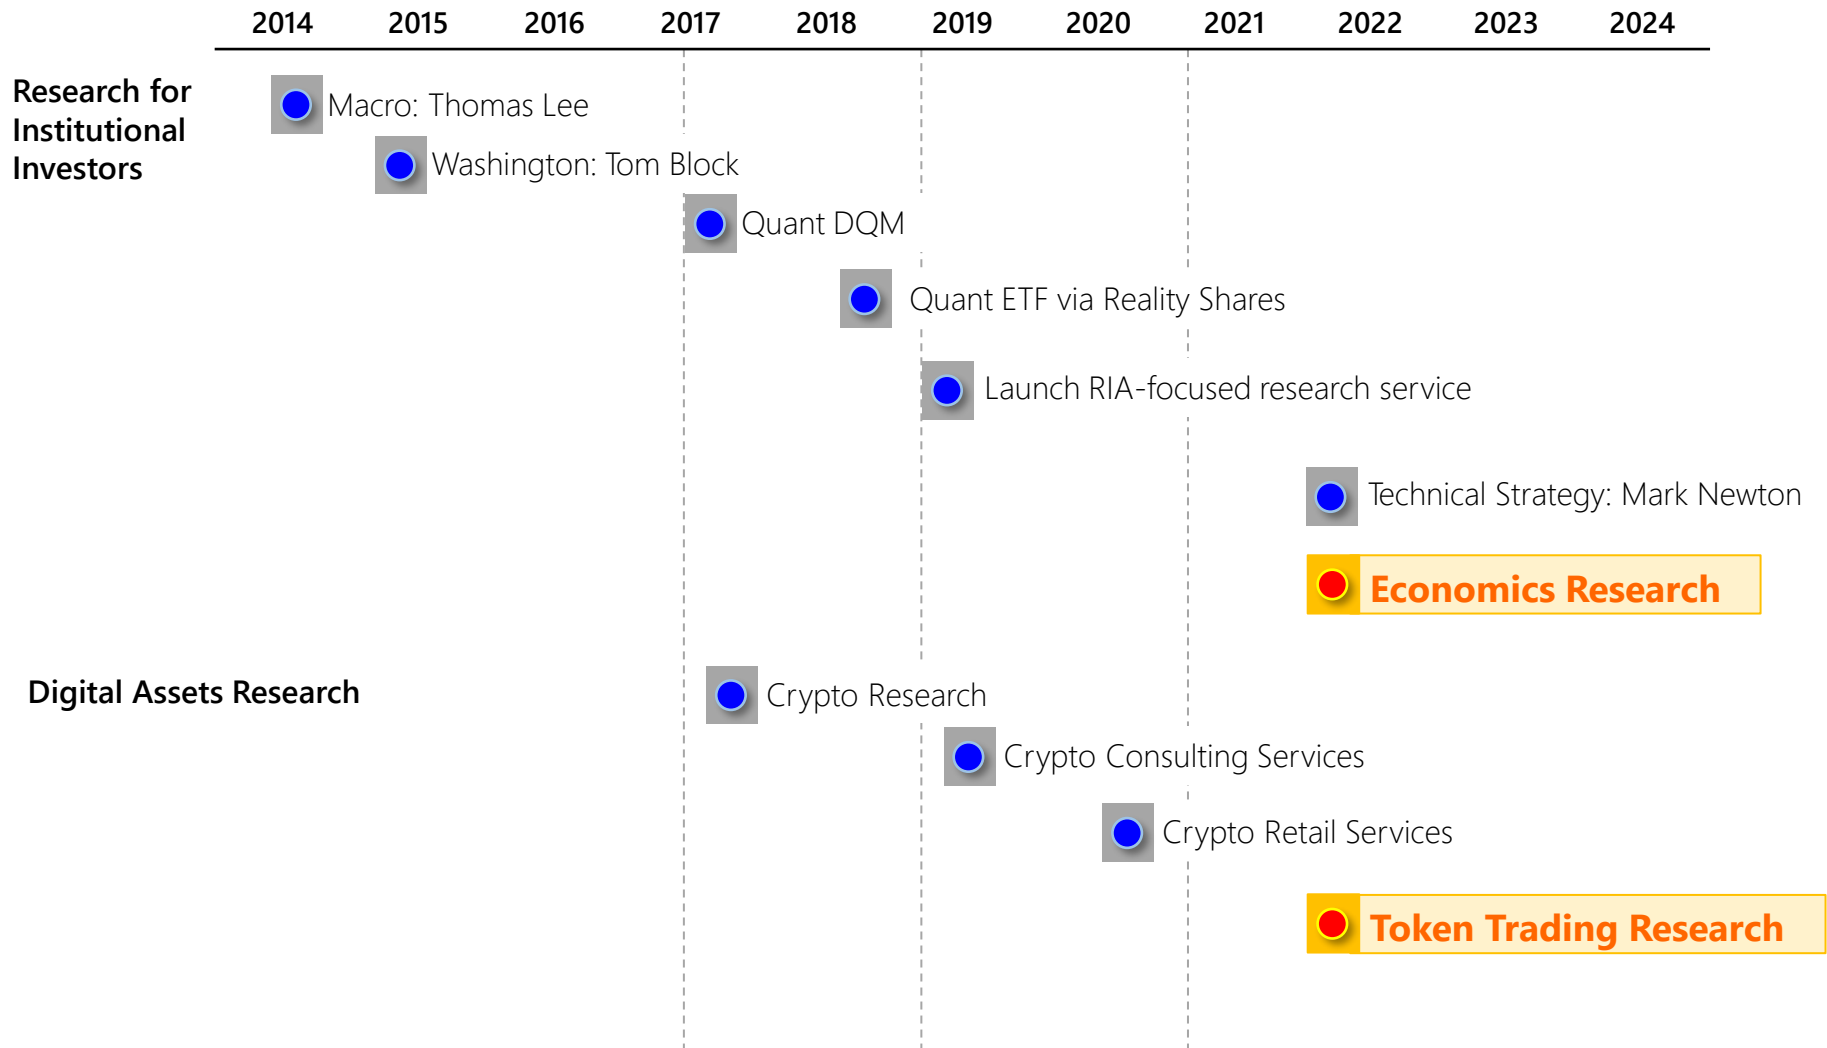 2014 2015 2016 2017 2018 2019 2020 2021 2022 2023 2024
Research for
Institutional
Investors
Macro: Thomas Lee
Washington: Tom Block
Quant DQM
Quant ETF via Reality Shares
Launch RIA-focused research service
Technical Strategy: Mark Newton
Economics Research
Digital Assets Research
Crypto Research
Crypto Consulting Services
Crypto Retail Services
Token Trading Research